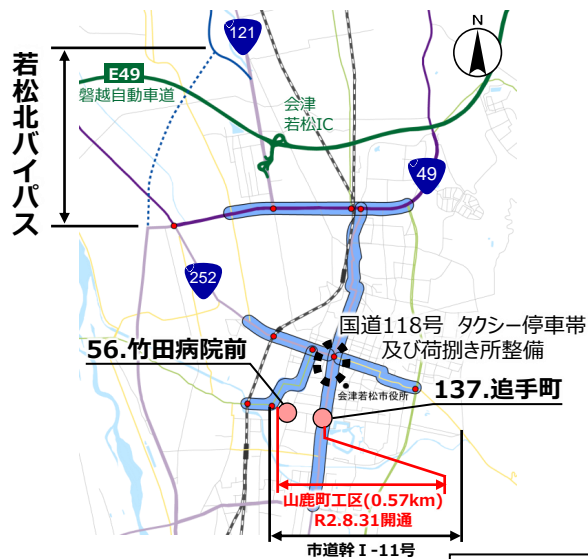 121
N
E49
磐越自動車道
会津
若松IC
若松北バイパス
49
252
国道118号 タクシー停車帯
及び荷捌き所整備
56.竹田病院前
会津若松市役所
137.追手町
山鹿町工区(0.57km)
R2.8.31開通
市道幹Ⅰ-11号